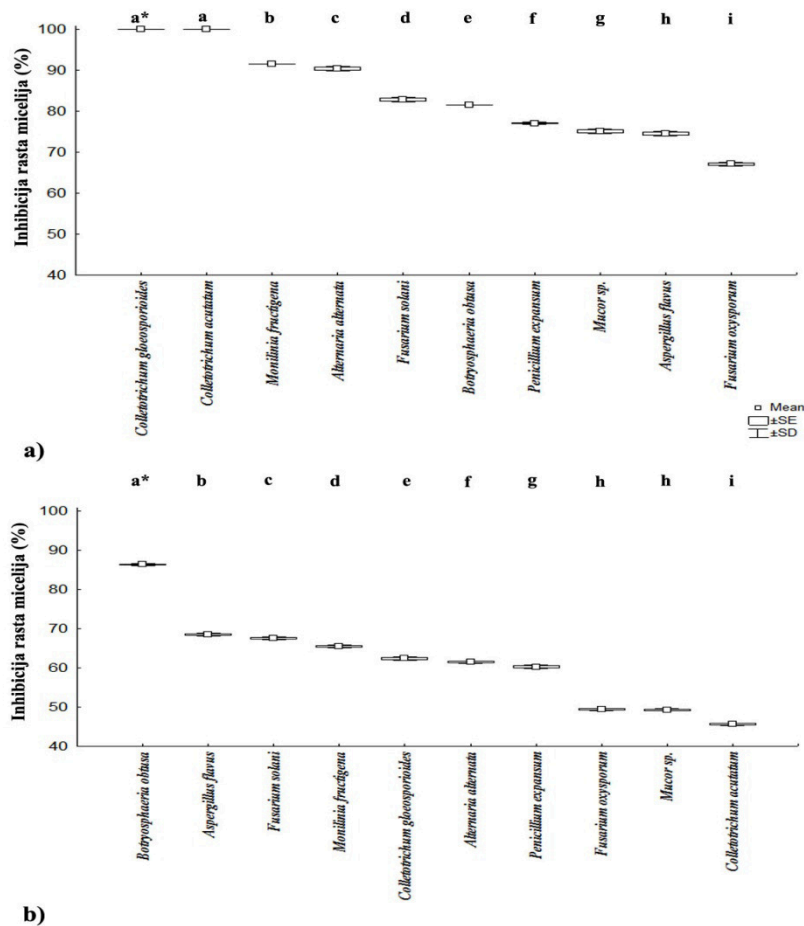 a* a b c d e f g h i
Inhibicija rasta micelija (%)
100
90
80
70
60
50
40
Colletotrichum gloeosporioides
Colletotrichum acutatum
Monilinia fructigena
Alternaria alternata
Fusarium solani
Botryosphaeria obtusa
Penicillium expansum
Mucor sp.
Aspergillus flavus
Fusarium oxysporum
Mean
±SE
±SD
a)
a* b c d e f g h h i
Inhibicija rasta micelija (%)
100
90
80
70
60
50
40
Botryosphaeria obtusa
Aspergillus flavus
Fusarium solani
Monilinia fructigena
Colletotrichum gloeosporioides
Alternaria alternata
Penicillium expansum
Fusarium oxysporum
Mucor sp.
Colletotrichum acutatum
b)